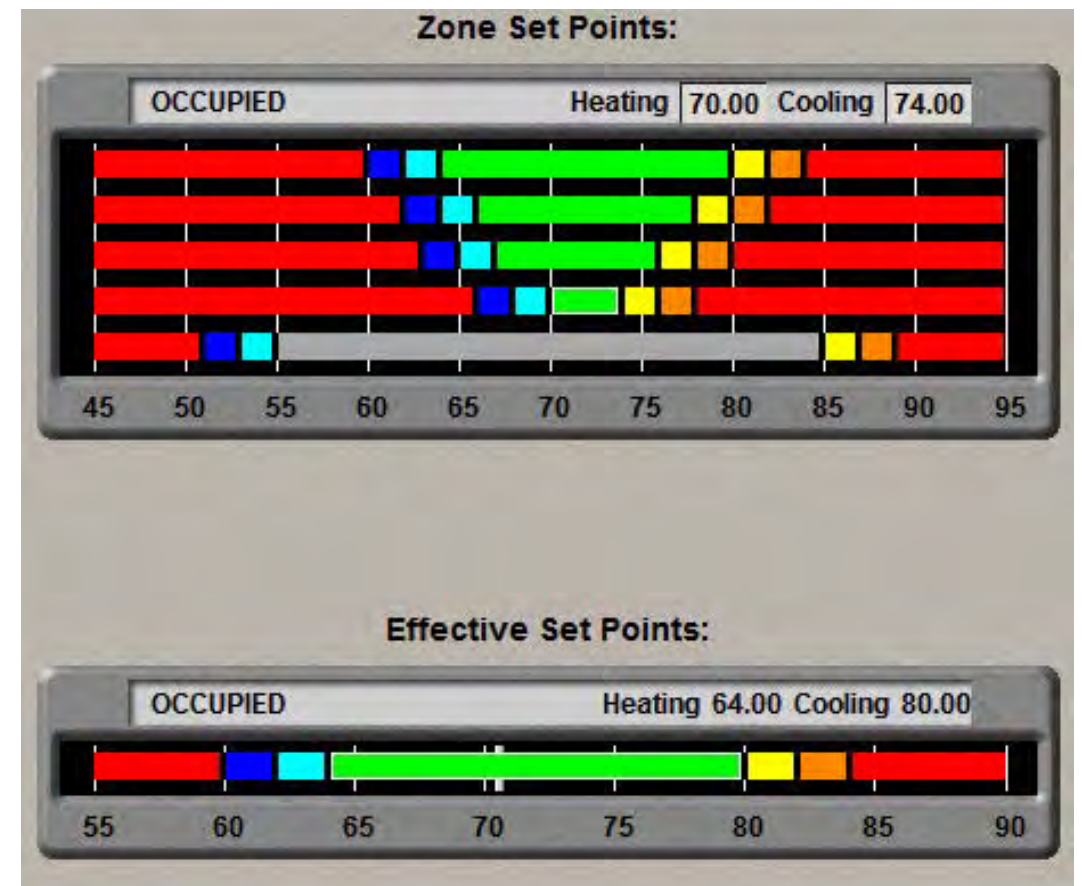 Zone Set Points:
OCCUPIED Heating 70.00 Cooling 74.00
45 50 55 60 65 70 75 80 85 90 95
Effective Set Points:
OCCUPIED Heating 64.00 Cooling 80.00
55 60 65 70 75 80 85 90